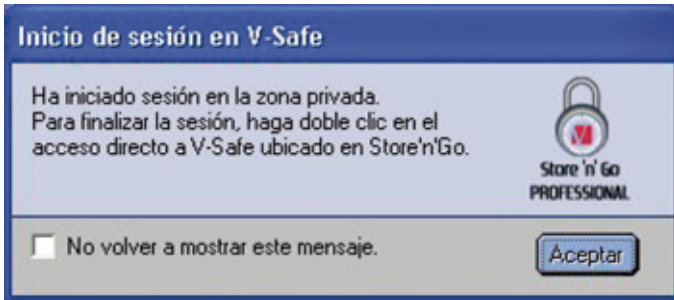 Inicio de sesión en V-Safe
Ha iniciado sesión en la zona privada.
Para finalizar la sesión, haga doble clic en el
acceso directo a V-Safe ubicado en Store'n'Go.
Store 'n' Go
PROFESSIONAL
No volver a mostrar este mensaje.
Aceptar